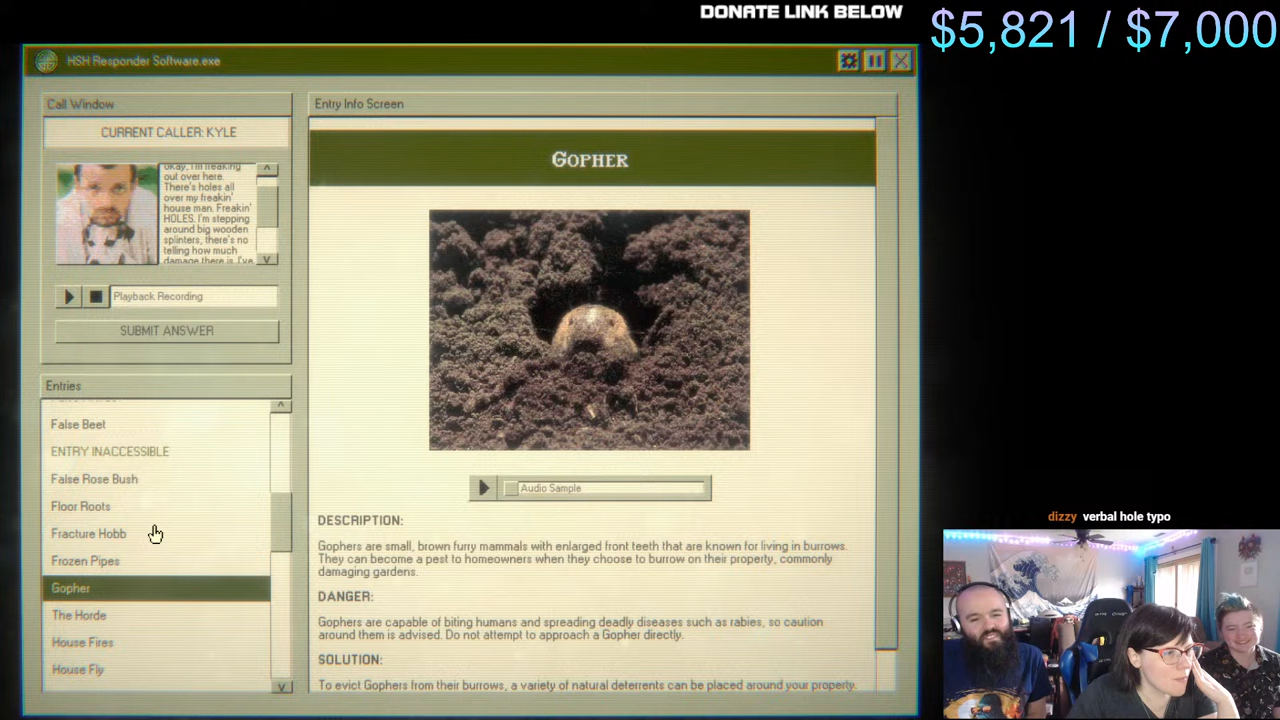 DONATE LINK BELOW
$5,821 / $7,000
HSH Responder Software.exe
Call Window
CURRENT CALLER: KYLE
okay, I'm freaking
out over here.
There's holes all
over my freakin'
house man. Freakin'
HOLES. I'm stepping
around big wooden
splinters, there's no
telling how much
damage there is. I've
Playback Recording
SUBMIT ANSWER
Entries
False Beet
ENTRY INACCESSIBLE
False Rose Bush
Floor Roots
Fracture Hobb
Frozen Pipes
Gopher
The Horde
House Fires
House Fly
Entry Info Screen
GOPHER
Audio Sample
DESCRIPTION:
Gophers are small, brown furry mammals with enlarged front teeth that are known for living in burrows.
They can become a pest to homeowners when they choose to burrow on their property, commonly
damaging gardens.
DANGER:
Gophers are capable of biting humans and spreading deadly diseases such as rabies, so caution
around them is advised. Do not attempt to approach a Gopher directly.
SOLUTION:
To evict Gophers from their burrows, a variety of natural deterrents can be placed around your property.
dizzy verbal hole typo